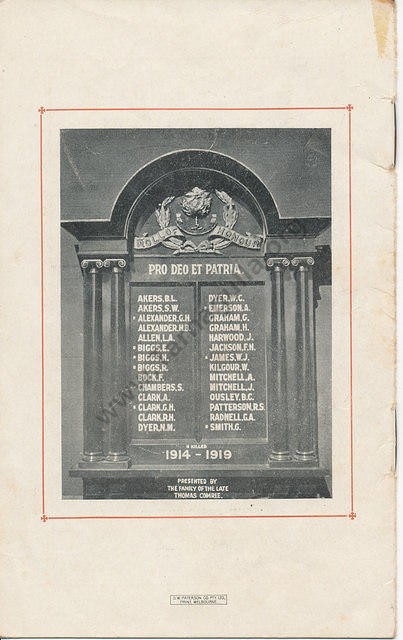 ROLL OF HONOUR
PRO DEO ET PATRIA.
AKERS, B.L.
AKERS, S.W.
* ALEXANDER, G.H.
ALEXANDER, H.B.
ALLEN, L.A.
* BIGGS, E.
* BIGGS, H.
* BIGGS, R.
BOCK, F.
* CHAMBERS, S.
CLARK, A.
* CLARK, G.H.
CLARK, R.H.
DYER, N.M.
DYER, W.C.
* EMERSON, A.
GRAHAM, G.
GRAHAM, H.
HARWOOD, J.
JACKSON, F.H.
* JAMES, W.J.
KILGOUR, W.
MITCHELL, A.
MITCHELL, J.
OUSLEY, B.C.
PATTERSON, R.S.
RADNELL, G.A.
* SMITH, G.
* KILLED
1914 - 1919
PRESENTED BY
THE FAMILY OF THE LATE
THOMAS COMRIE.
D. W. PATERSON CO. PTY. LTD.,
PRINT, MELBOURNE.